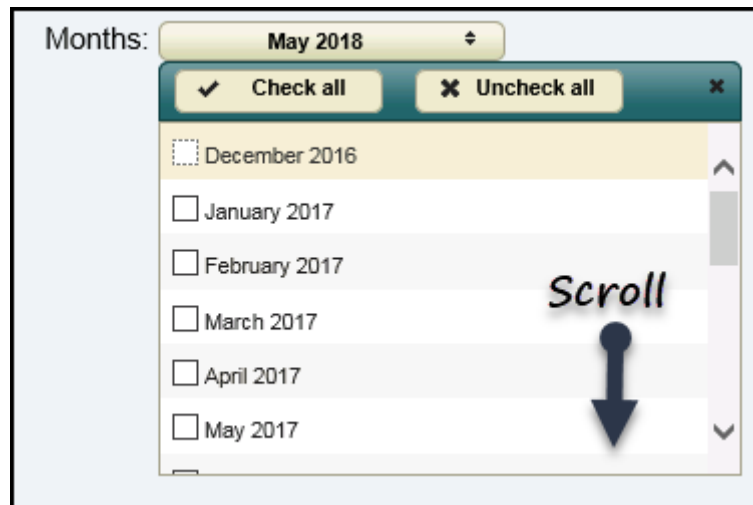 Months: May 2018
Check all Uncheck all
December 2016
January 2017
February 2017
Scroll
March 2017
April 2017
May 2017